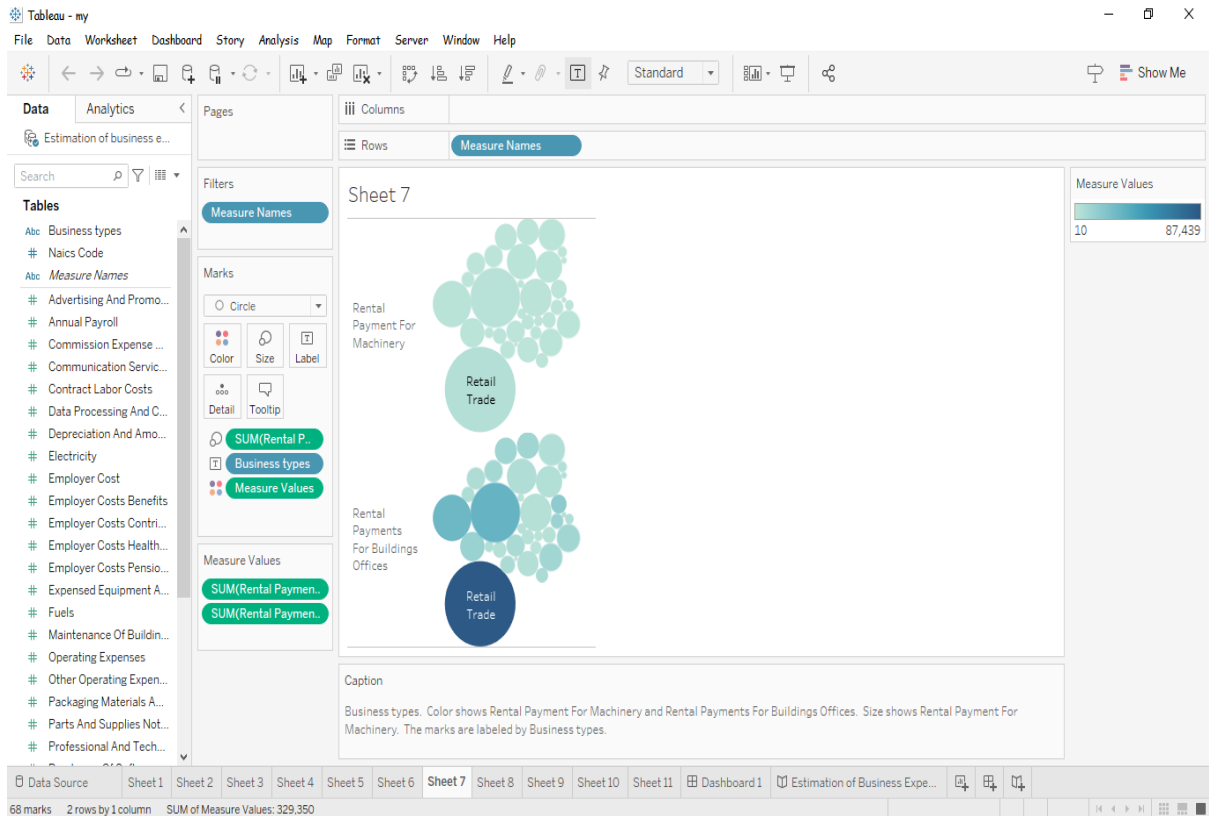 Tableau - my
File Data Worksheet Dashboard Story Analysis Map Format Server Window Help
Standard
Show Me
Data
Analytics
Estimation of business e...
Search
Tables
Abc Business types
# Naics Code
Abc Measure Names
# Advertising And Promo...
# Annual Payroll
# Commission Expense ...
# Communication Servic...
# Contract Labor Costs
# Data Processing And C...
# Depreciation And Amo...
# Electricity
# Employer Cost
# Employer Costs Benefits
# Employer Costs Contri...
# Employer Costs Health...
# Employer Costs Pensio...
# Expensed Equipment A...
# Fuels
# Maintenance Of Buildin...
# Operating Expenses
# Other Operating Expen...
# Packaging Materials A...
# Parts And Supplies Not...
# Professional And Tech...
Pages
Filters
Measure Names
Marks
Circle
Color Size Label
Detail Tooltip
SUM(Rental P..
Business types
Measure Values
Measure Values
SUM(Rental Paymen..
SUM(Rental Paymen..
Columns
Rows
Measure Names
Sheet 7
Rental
Payment For
Machinery
Retail
Trade
Rental
Payments
For Buildings
Offices
Retail
Trade
Measure Values
10 87,439
Caption
Business types. Color shows Rental Payment For Machinery and Rental Payments For Buildings Offices. Size shows Rental Payment For
Machinery. The marks are labeled by Business types.
Data Source Sheet 1 Sheet 2 Sheet 3 Sheet 4 Sheet 5 Sheet 6 Sheet 7 Sheet 8 Sheet 9 Sheet 10 Sheet 11 Dashboard 1 Estimation of Business Expe...
68 marks 2 rows by 1 column SUM of Measure Values: 329,350